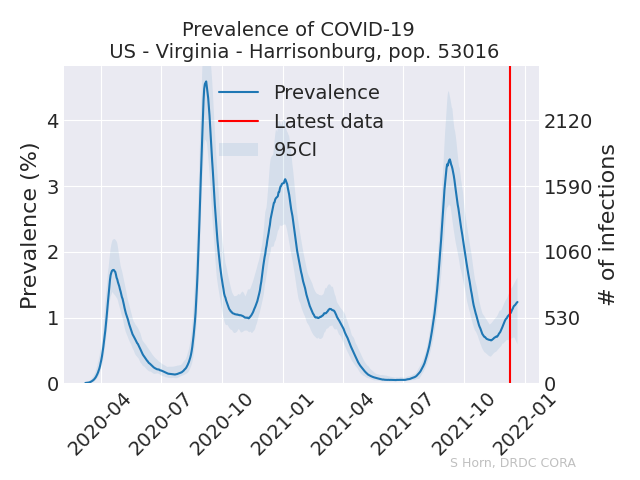 Prevalence of COVID-19
US - Virginia - Harrisonburg, pop. 53016
Prevalence
Latest data
95CI
Prevalence (%)
4
3
2
1
0
2120
1590
1060
530
0
# of infections
2020-04
2020-07
2020-10
2021-01
2021-04
2021-07
2021-10
2022-01
S Horn, DRDC CORA